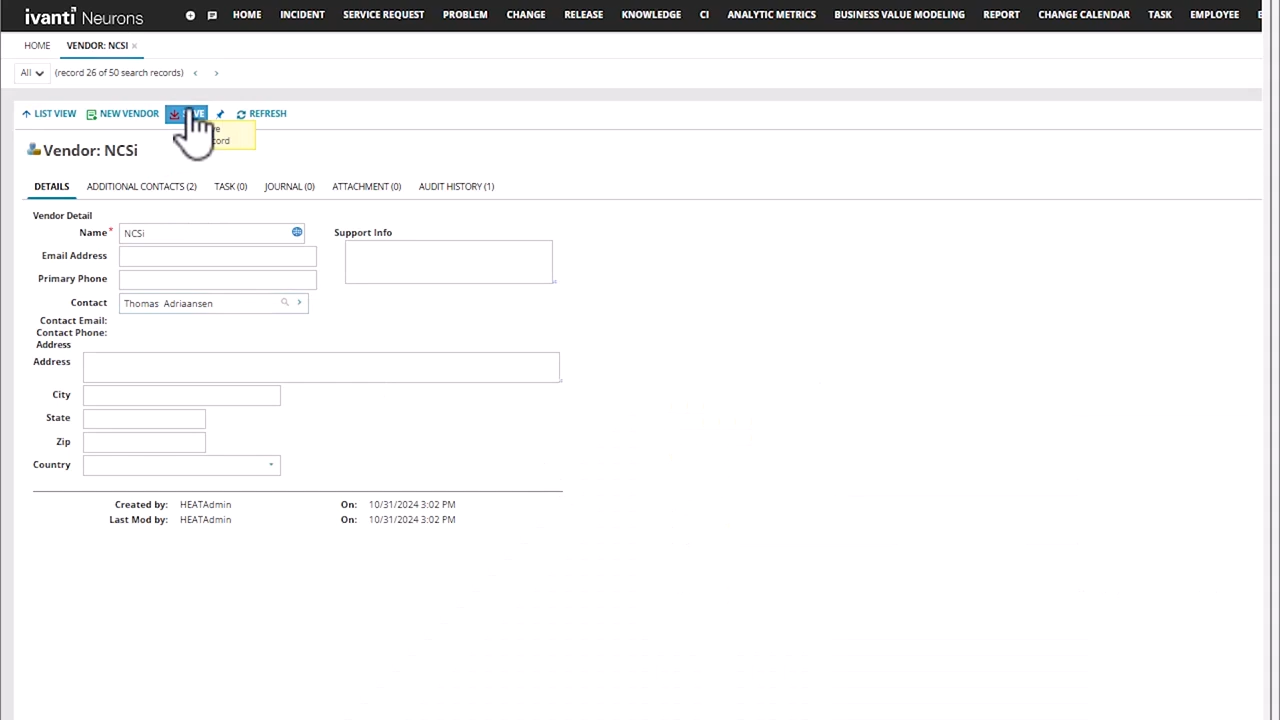 ivanti Neurons HOME INCIDENT SERVICE REQUEST PROBLEM CHANGE RELEASE KNOWLEDGE CI ANALYTIC METRICS BUSINESS VALUE MODELING REPORT CHANGE CALENDAR TASK EMPLOYEE
HOME VENDOR: NCSI ×
All (record 26 of 50 search records) < >
LIST VIEW NEW VENDOR REFRESH
Vendor: NCSi
DETAILS ADDITIONAL CONTACTS (2) TASK (0) JOURNAL (0) ATTACHMENT (0) AUDIT HISTORY (1)
Vendor Detail
Name* NCSi Support Info
Email Address
Primary Phone
Contact Thomas Adriaansen
Contact Email:
Contact Phone:
Address
Address
City
State
Zip
Country
Created by: HEATAdmin On: 10/31/2024 3:02 PM
Last Mod by: HEATAdmin On: 10/31/2024 3:02 PM